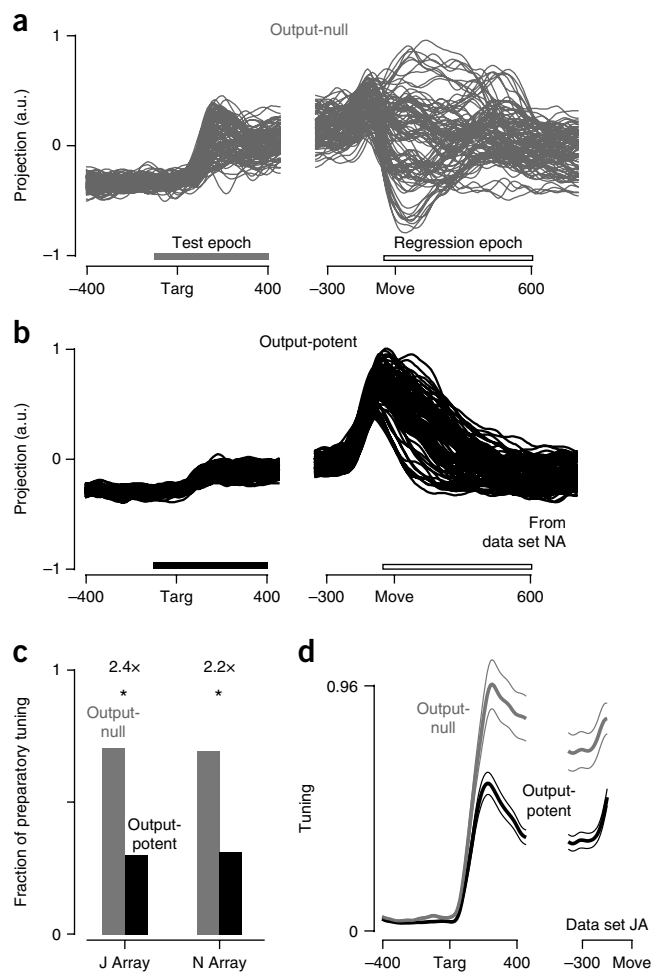 a
Output-null
1
0
–1
Projection (a.u.)
Test epoch
Regression epoch
–400
Targ
400
–300
Move
600
b
Output-potent
1
0
–1
Projection (a.u.)
From
data set NA
–400
Targ
400
–300
Move
600
c
1
0
Fraction of preparatory tuning
2.4×
2.2×
*
*
Output-
null
Output-
potent
J Array
N Array
d
0.96
0
Tuning
Output-
null
Output-
potent
Data set JA
–400
Targ
400
–300
Move